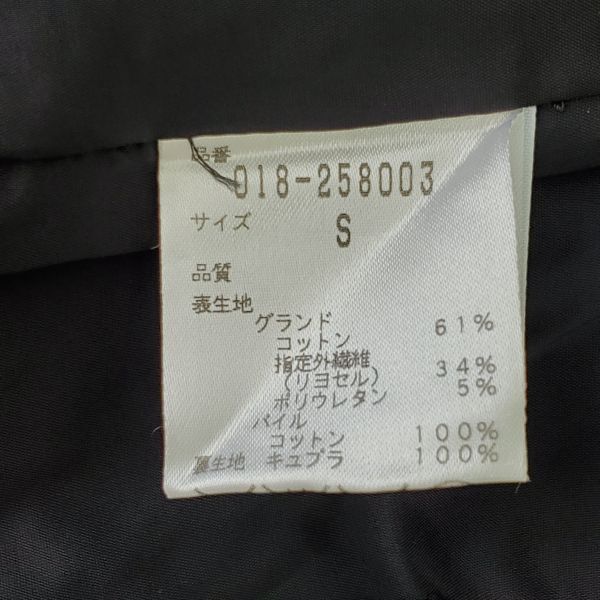 品番
018-258003
サイズ
S
品質
表生地
グランド
コットン 61%
指定外繊維
(リヨセル) 34%
ポリウレタン 5%
パイル
コットン 100%
裏生地 キュプラ 100%